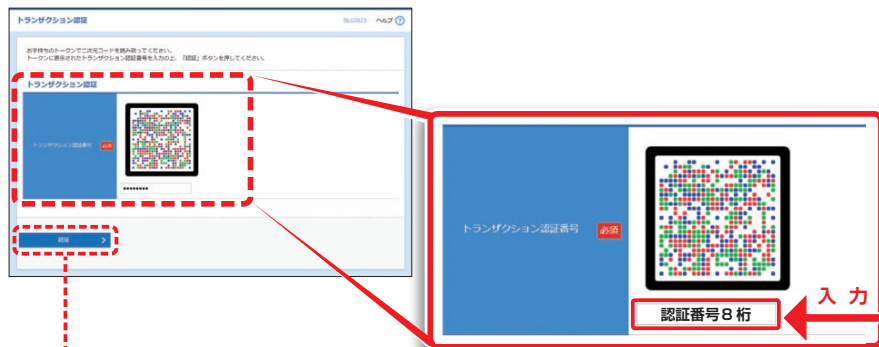 トランザクション認証
BLGI023 ヘルプ ?
お手持ちのトークンで二次元コードを読み取ってください。
トークンに表示されたトランザクション認証番号を入力の上、「認証」ボタンを押してください。
トランザクション認証
トランザクション認証番号 必須
認証
トランザクション認証番号 必須
認証番号8桁
入力